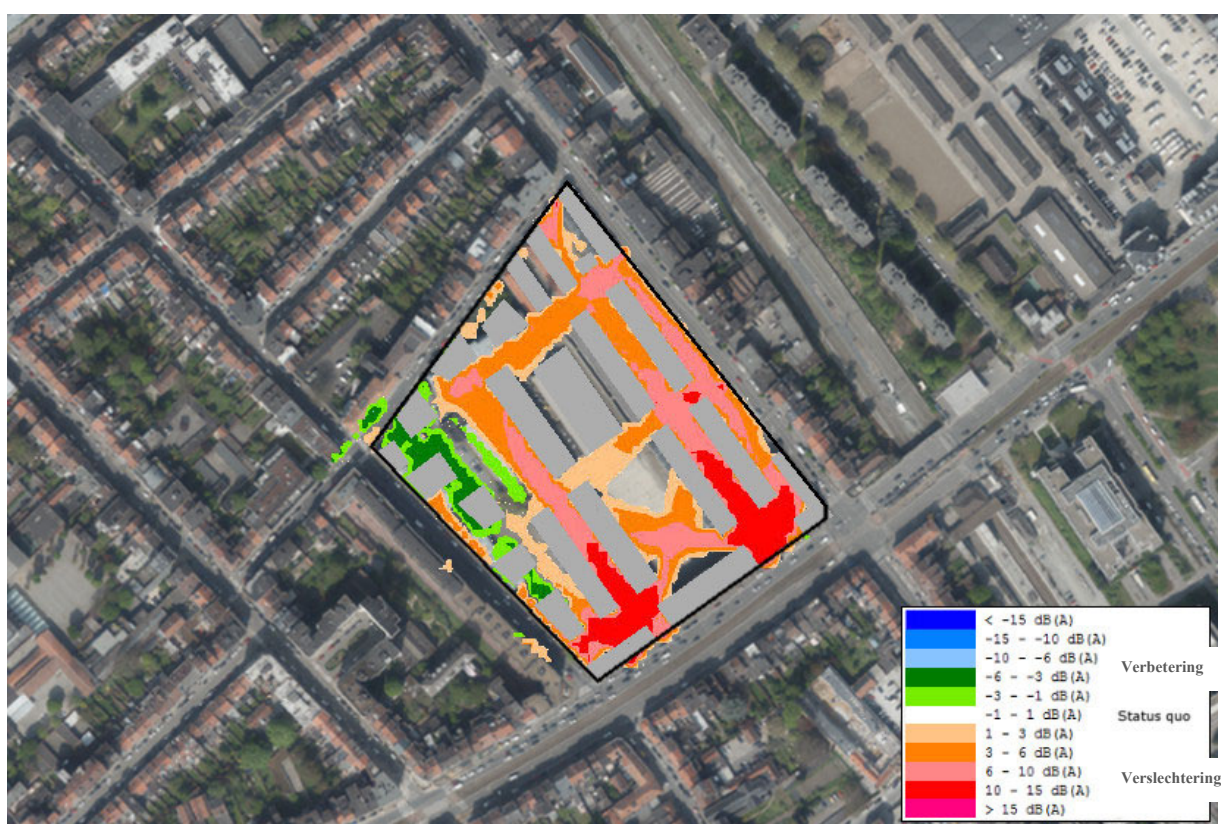 < -15 dB(A)
-15 - -10 dB(A)
-10 - -6 dB(A)
Verbetering
-6 - -3 dB(A)
-3 - -1 dB(A)
-1 - 1 dB(A)
Status quo
1 - 3 dB(A)
3 - 6 dB(A)
6 - 10 dB(A)
Verslechtering
10 - 15 dB(A)
> 15 dB(A)